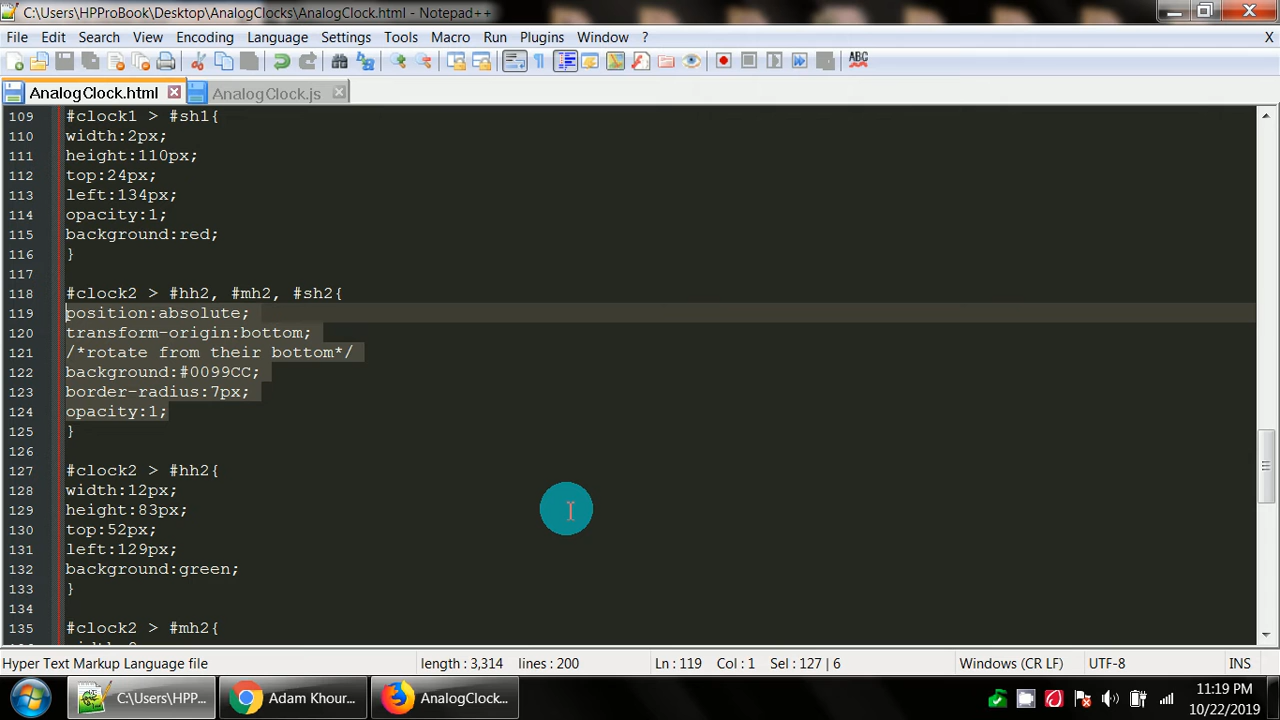 C:\Users\HPProBook\Desktop\AnalogClocks\AnalogClock.html - Notepad++
File Edit Search View Encoding Language Settings Tools Macro Run Plugins Window ? X
ABC
AnalogClock.html AnalogClock.js
109 #clock1 > #sh1{
110 width:2px;
111 height:110px;
112 top:24px;
113 left:134px;
114 opacity:1;
115 background:red;
116 }
117
118 #clock2 > #hh2, #mh2, #sh2{
119 position:absolute;
120 transform-origin:bottom;
121 /*rotate from their bottom*/
122 background:#0099CC;
123 border-radius:7px;
124 opacity:1;
125 }
126
127 #clock2 > #hh2{
128 width:12px;
129 height:83px;
130 top:52px;
131 left:129px;
132 background:green;
133 }
134
135 #clock2 > #mh2{
Hyper Text Markup Language file length : 3,314 lines : 200 Ln : 119 Col : 1 Sel : 127 | 6 Windows (CR LF) UTF-8 INS
C:\Users\HPP... Adam Khour... AnalogClock... 11:19 PM
10/22/2019